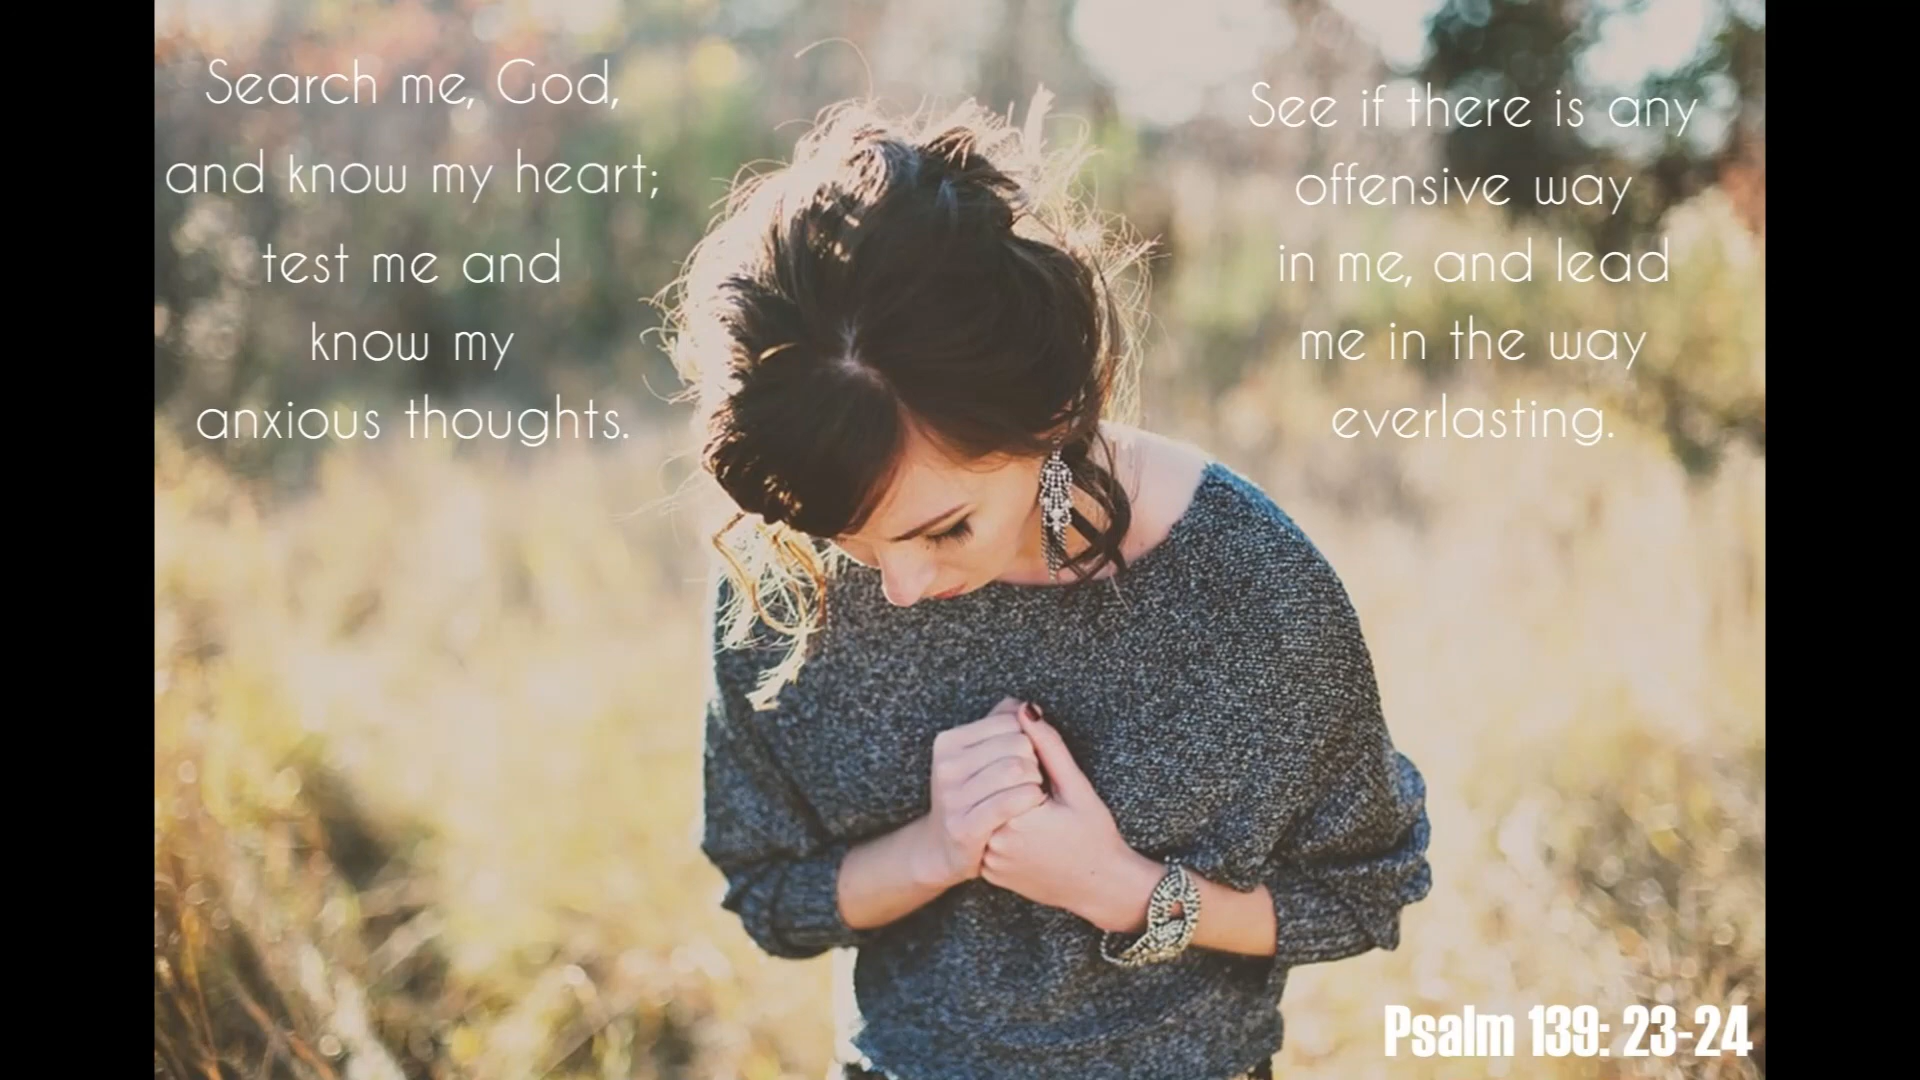 Search me, God,
and know my heart;
test me and
know my
anxious thoughts.
See if there is any
offensive way
in me, and lead
me in the way
everlasting.
Psalm 139: 23-24